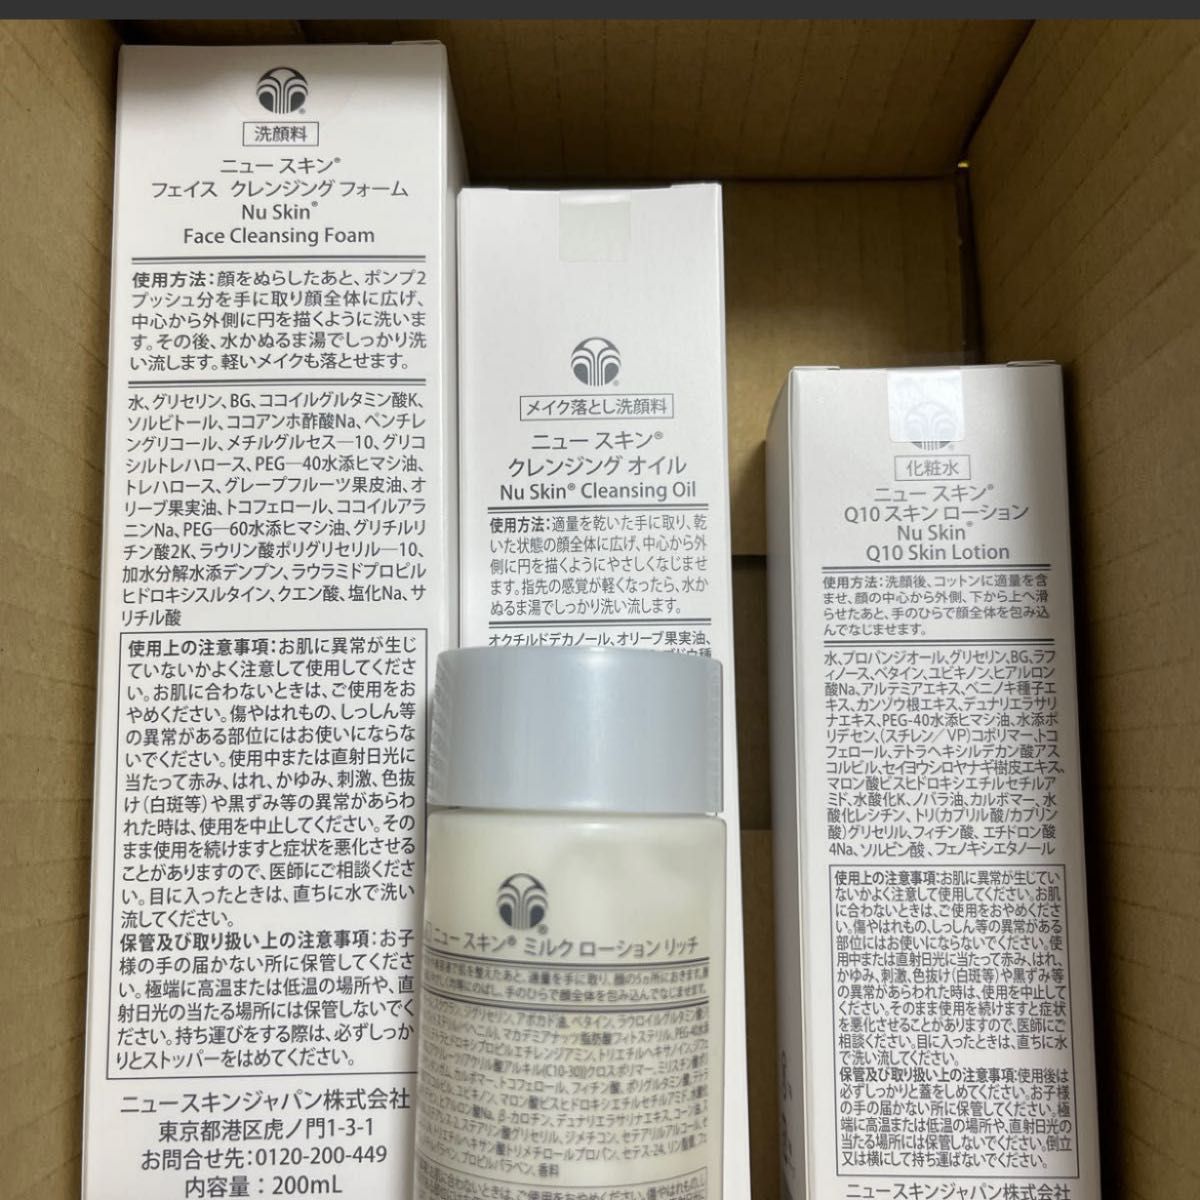 洗顔料
ニュー スキン®
フェイス クレンジング フォーム
Nu Skin®
Face Cleansing Foam
使用方法：顔をぬらしたあと、ポンプ2
プッシュ分を手に取り顔全体に広げ、
中心から外側に円を描くように洗いま
す。その後、水かぬるま湯でしっかり洗
い流します。軽いメイクも落とせます。
水、グリセリン、BG、ココイルグルタミン酸K、
ソルビトール、ココアンホ酢酸Na、ペンチレ
ングリコール、メチルグルセス―10、グリコ
シルトレハロース、PEG―40水添ヒマシ油、
トレハロース、グレープフルーツ果皮油、オ
リーブ果実油、トコフェロール、ココイルアラ
ニンNa、PEG―60水添ヒマシ油、グリチルリ
チン酸2K、ラウリン酸ポリグリセリル―10、
加水分解水添デンプン、ラウラミドプロピル
ヒドロキシスルタイン、クエン酸、塩化Na、サ
リチル酸
使用上の注意事項：お肌に異常が生じ
ていないかよく注意して使用してくださ
い。お肌に合わないときは、ご使用をお
やめください。傷やはれもの、しっしん等
の異常がある部位にはお使いにならな
いでください。使用中または直射日光に
当たって赤み、はれ、かゆみ、刺激、色抜
け（白斑等）や黒ずみ等の異常があらわ
れた時は、使用を中止してください。その
まま使用を続けますと症状を悪化させる
ことがありますので、医師にご相談くださ
い。目に入ったときは、直ちに水で洗い
流してください。
保管及び取り扱い上の注意事項：お子
様の手の届かない所に保管してくださ
い。極端に高温または低温の場所や、直
射日光の当たる場所には保管しないでく
ださい。持ち運びをする際は、必ずしっか
りとストッパーをはめてください。
ニュースキンジャパン株式会社
東京都港区虎ノ門1-3-1
お問合せ先：0120-200-449
内容量：200mL
メイク落とし洗顔料
ニュー スキン®
クレンジング オイル
Nu Skin® Cleansing Oil
使用方法：適量を乾いた手に取り、乾
いた状態の顔全体に広げ、中心から外
側に円を描くようにやさしくなじませ
ます。指先の感覚が軽くなったら、水か
ぬるま湯でしっかり洗い流します。
オクチルドデカノール、オリーブ果実油、
ニュー スキン® ミルク ローション リッチ
化粧水
ニュー スキン®
Q10 スキン ローション
Nu Skin®
Q10 Skin Lotion
使用方法：洗顔後、コットンに適量を含
ませ、顔の中心から外側、下から上へ滑
らせたあと、手のひらで顔全体を包み込
んでなじませます。
水、プロパンジオール、グリセリン、BG、ラフ
ィノース、ベタイン、ユビキノン、ヒアルロン
酸Na、アルテミアエキス、ベニノキ種子エ
キス、カンゾウ根エキス、デュナリエラサリ
ナエキス、PEG-40水添ヒマシ油、水添ポ
リデセン、（スチレン／VP）コポリマー、トコ
フェロール、テトラヘキシルデカン酸アス
コルビル、セイヨウシロヤナギ樹皮エキス、
マロン酸ビスヒドロキシエチルセチルア
ミド、水酸化K、ノバラ油、カルボマー、水
酸化レシチン、トリ（カプリル酸/カプリン
酸）グリセリル、フィチン酸、エチドロン酸
4Na、ソルビン酸、フェノキシエタノール
使用上の注意事項：お肌に異常が生じてい
ないかよく注意して使用してください。お肌
に合わないときは、ご使用をおやめくださ
い。傷やはれもの、しっしん等の異常がある
部位にはお使いにならないでください。使
用中または直射日光に当たって赤み、はれ、
かゆみ、刺激、色抜け（白斑等）や黒ずみ等
の異常があらわれた時は、使用を中止して
ください。そのまま使用を続けますと症状
を悪化させることがありますので、医師にご
相談ください。目に入ったときは、直ちに水
で洗い流してください。
保管及び取り扱い上の注意事項：使用後は
必ずしっかりと蓋をしめてください。お子様
の手の届かない所に保管してください。極
端に高温または低温の場所や、直射日光の
当たる場所には保管しないでください。倒立
又は横にして持ち運ばないでください。
ニュースキンジャパン株式会社